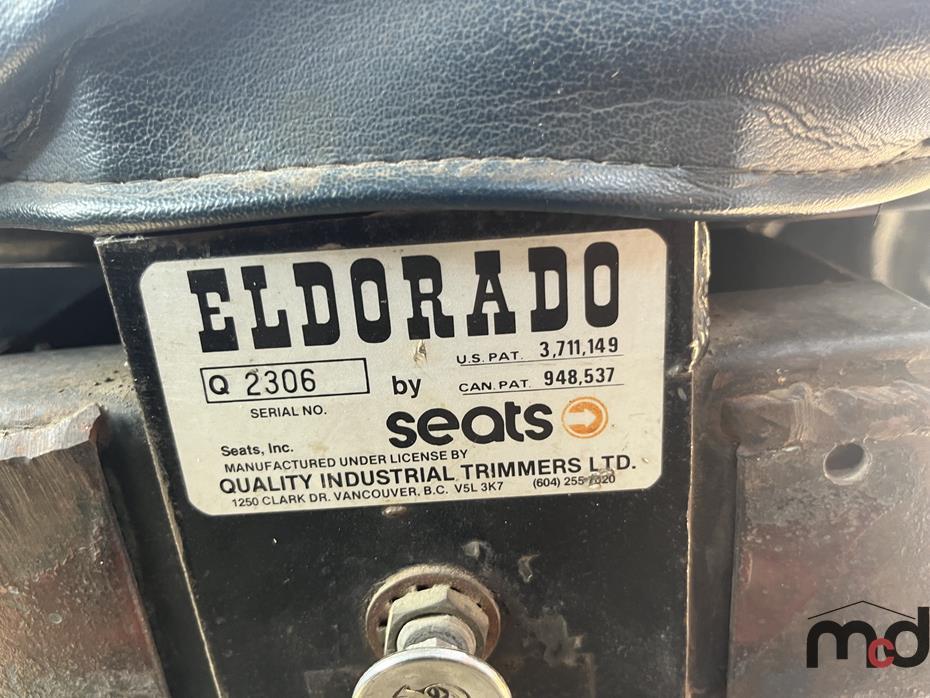 ELDORADO
Q 2306
SERIAL NO.
by
U.S. PAT. 3,711,149
CAN. PAT. 948,537
seats
Seats, Inc.
MANUFACTURED UNDER LICENSE BY
QUALITY INDUSTRIAL TRIMMERS LTD.
1250 CLARK DR. VANCOUVER, B.C. V5L 3K7 (604)
mcd